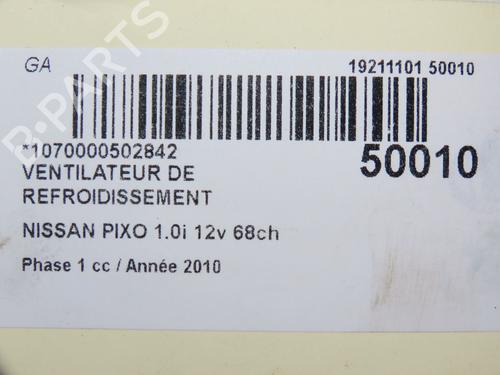 GA
19211101 50010
*1070000502842
50010
VENTILATEUR DE
REFROIDISSEMENT
NISSAN PIXO 1.0i 12v 68ch
Phase 1 cc / Année 2010